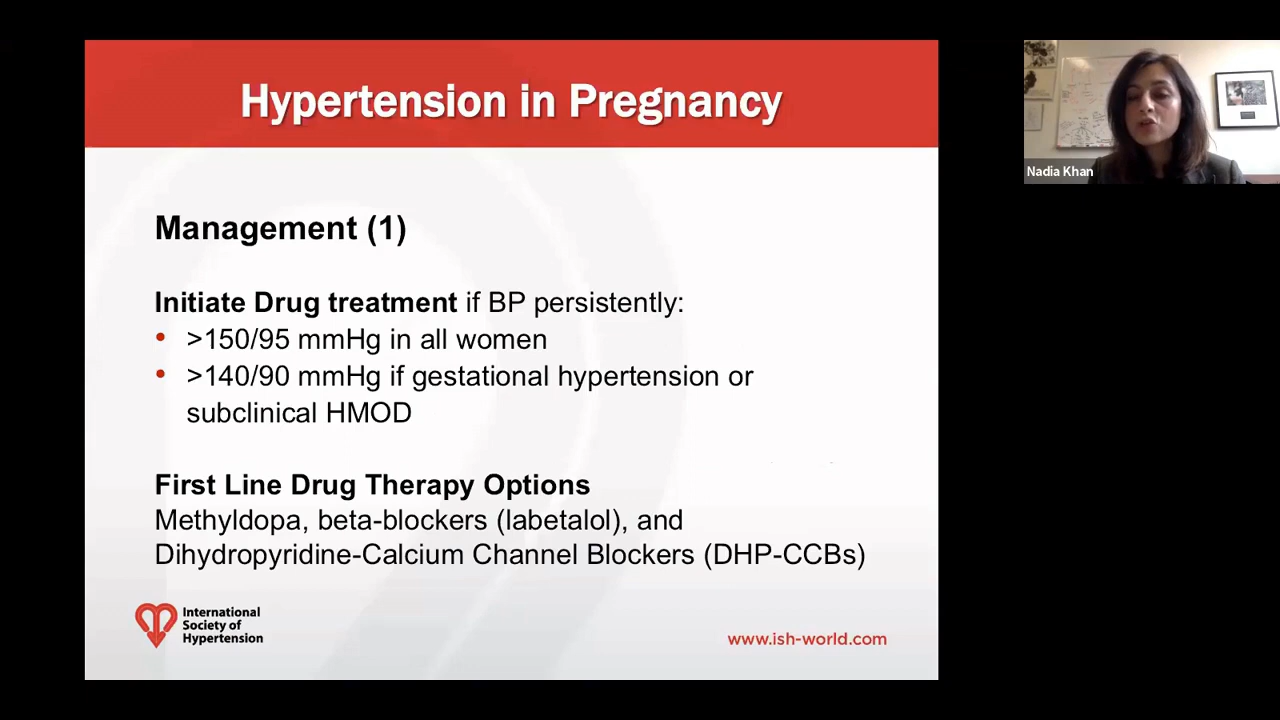 Hypertension in Pregnancy
Management (1)
Initiate Drug treatment if BP persistently:
• >150/95 mmHg in all women
• >140/90 mmHg if gestational hypertension or
subclinical HMOD
First Line Drug Therapy Options
Methyldopa, beta-blockers (labetalol), and
Dihydropyridine-Calcium Channel Blockers (DHP-CCBs)
International
Society of
Hypertension
www.ish-world.com
Nadia Khan